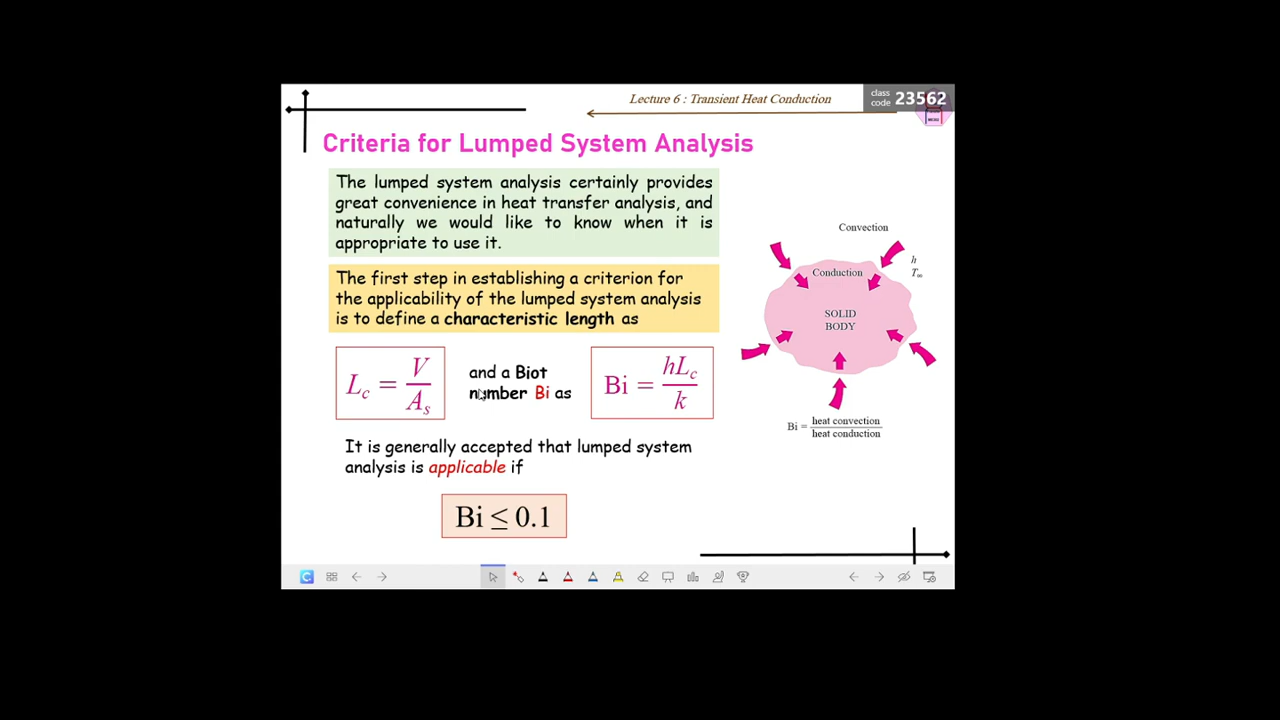 Lecture 6 : Transient Heat Conduction
class
code 23562
Criteria for Lumped System Analysis
The lumped system analysis certainly provides
great convenience in heat transfer analysis, and
naturally we would like to know when it is
appropriate to use it.
The first step in establishing a criterion for
the applicability of the lumped system analysis
is to define a characteristic length as
L_c = V / A_s
and a Biot
number Bi as
Bi = hL_c / k
It is generally accepted that lumped system
analysis is applicable if
Bi ≤ 0.1
Convection
h
T∞
Conduction
SOLID
BODY
Bi = heat convection / heat conduction